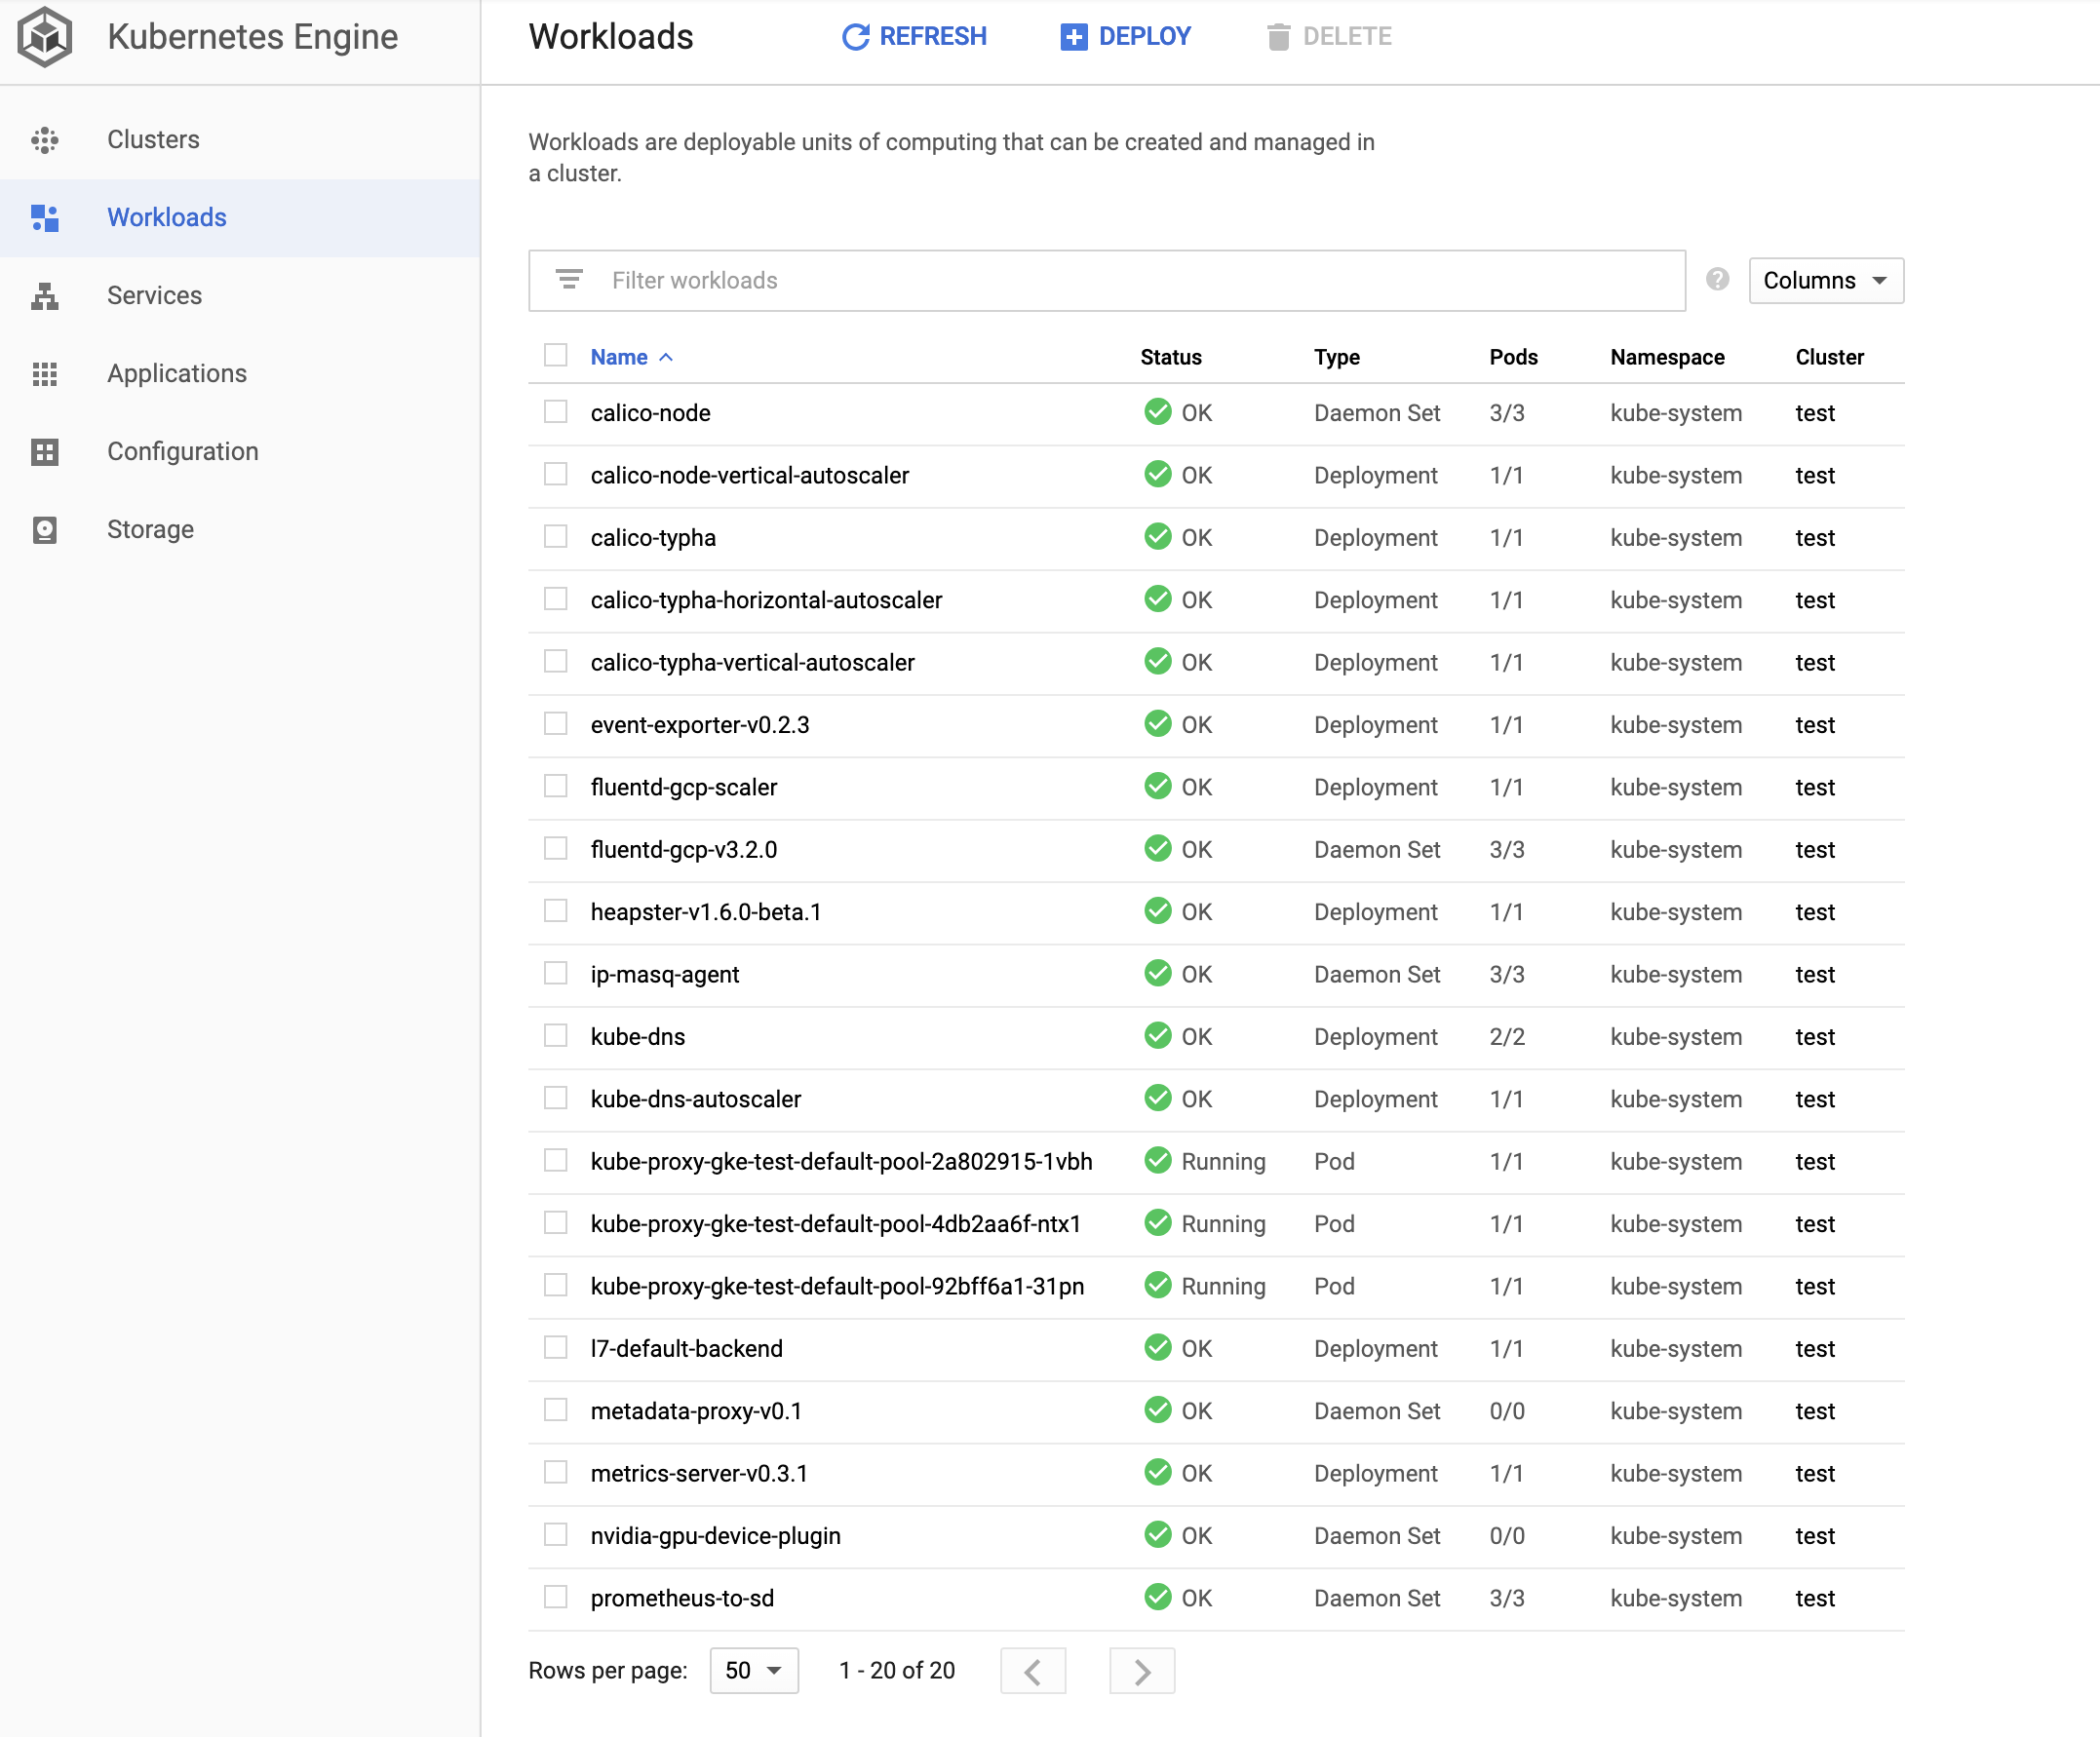 Kubernetes Engine
Workloads REFRESH DEPLOY DELETE
Clusters
Workloads
Services
Applications
Configuration
Storage
Workloads are deployable units of computing that can be created and managed in
a cluster.
Filter workloads Columns
Name Status Type Pods Namespace Cluster
calico-node OK Daemon Set 3/3 kube-system test
calico-node-vertical-autoscaler OK Deployment 1/1 kube-system test
calico-typha OK Deployment 1/1 kube-system test
calico-typha-horizontal-autoscaler OK Deployment 1/1 kube-system test
calico-typha-vertical-autoscaler OK Deployment 1/1 kube-system test
event-exporter-v0.2.3 OK Deployment 1/1 kube-system test
fluentd-gcp-scaler OK Deployment 1/1 kube-system test
fluentd-gcp-v3.2.0 OK Daemon Set 3/3 kube-system test
heapster-v1.6.0-beta.1 OK Deployment 1/1 kube-system test
ip-masq-agent OK Daemon Set 3/3 kube-system test
kube-dns OK Deployment 2/2 kube-system test
kube-dns-autoscaler OK Deployment 1/1 kube-system test
kube-proxy-gke-test-default-pool-2a802915-1vbh Running Pod 1/1 kube-system test
kube-proxy-gke-test-default-pool-4db2aa6f-ntx1 Running Pod 1/1 kube-system test
kube-proxy-gke-test-default-pool-92bff6a1-31pn Running Pod 1/1 kube-system test
l7-default-backend OK Deployment 1/1 kube-system test
metadata-proxy-v0.1 OK Daemon Set 0/0 kube-system test
metrics-server-v0.3.1 OK Deployment 1/1 kube-system test
nvidia-gpu-device-plugin OK Daemon Set 0/0 kube-system test
prometheus-to-sd OK Daemon Set 3/3 kube-system test
Rows per page: 50 1 - 20 of 20